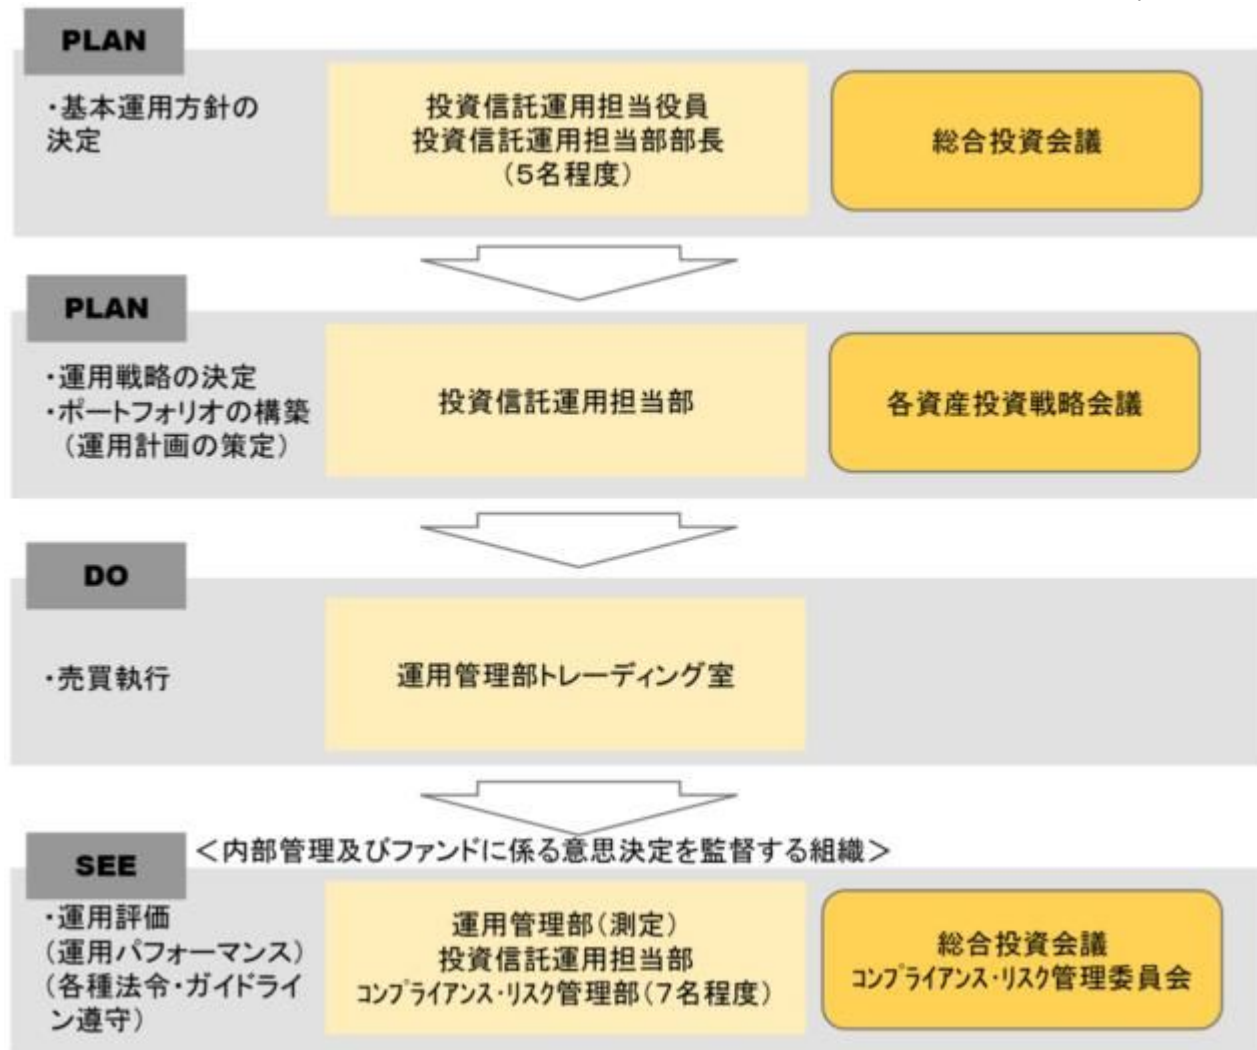 PLAN
・基本運用方針の
決定
投資信託運用担当役員
投資信託運用担当部部長
(5名程度)
総合投資会議
PLAN
・運用戦略の決定
・ポートフォリオの構築
(運用計画の策定)
投資信託運用担当部
各資産投資戦略会議
DO
・売買執行
運用管理部トレーディング室
SEE
<内部管理及びファンドに係る意思決定を監督する組織>
・運用評価
(運用パフォーマンス)
(各種法令・ガイドライ
ン遵守)
運用管理部(測定)
投資信託運用担当部
コンプライアンス・リスク管理部(7名程度)
総合投資会議
コンプライアンス・リスク管理委員会